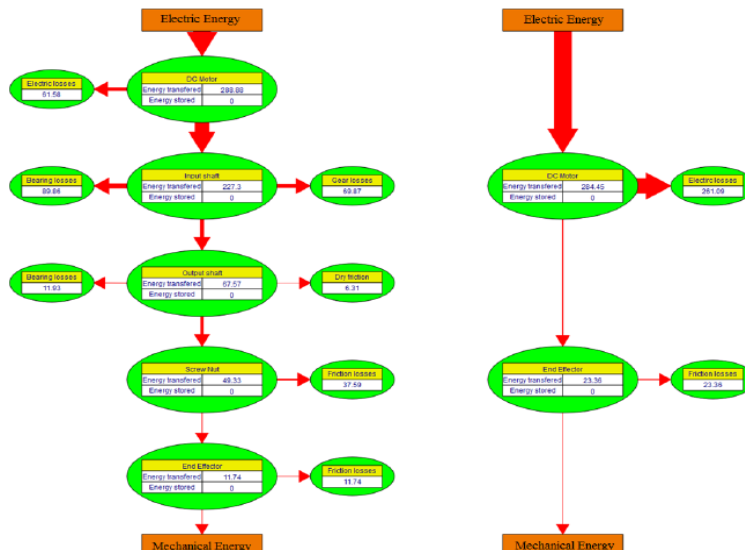 Electric Energy
DC Motor
Energy transfered 288.88
Energy stored 0
Electric losses
61.58
Input shaft
Energy transfered 227.3
Energy stored 0
Bearing losses
89.86
Gear losses
69.87
Output shaft
Energy transfered 67.57
Energy stored 0
Bearing losses
11.93
Dry friction
6.31
Screw Nut
Energy transfered 49.33
Energy stored 0
Friction losses
37.59
End Effector
Energy transfered 11.74
Energy stored 0
Friction losses
11.74
Mechanical Energy
Electric Energy
DC Motor
Energy transfered 284.45
Energy stored 0
Electric losses
261.09
End Effector
Energy transfered 23.36
Energy stored 0
Friction losses
23.36
Mechanical Energy